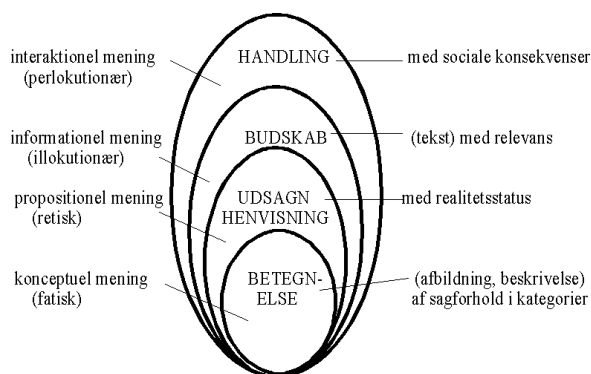 interaktionel mening
(perlokutionær)
HANDLING
med sociale konsekvenser
informationel mening
(illokutionær)
BUDSKAB
(tekst) med relevans
propositionel mening
(retisk)
UDSAGN
HENVISNING
med realitetsstatus
konceptuel mening
(fatisk)
BETEGN-
ELSE
(afbildning, beskrivelse)
af sagforhold i kategorier